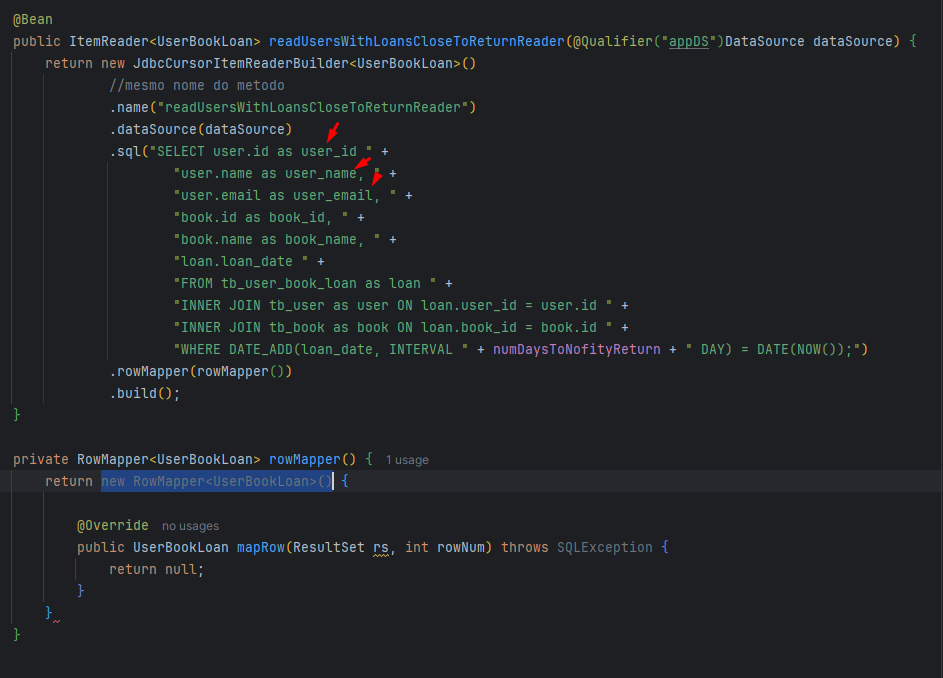 @Bean
public ItemReader<UserBookLoan> readUsersWithLoansCloseToReturnReader(@Qualifier("appDS")DataSource dataSource) {
return new JdbcCursorItemReaderBuilder<UserBookLoan>()
//mesmo nome do metodo
.name("readUsersWithLoansCloseToReturnReader")
.dataSource(dataSource)
.sql("SELECT user.id as user_id " +
"user.name as user_name, " +
"user.email as user_email, " +
"book.id as book_id, " +
"book.name as book_name, " +
"loan.loan_date " +
"FROM tb_user_book_loan as loan " +
"INNER JOIN tb_user as user ON loan.user_id = user.id " +
"INNER JOIN tb_book as book ON loan.book_id = book.id " +
"WHERE DATE_ADD(loan_date, INTERVAL " + numDaysToNofityReturn + " DAY) = DATE(NOW());")
.rowMapper(rowMapper())
.build();
}
private RowMapper<UserBookLoan> rowMapper() { 1 usage
return new RowMapper<UserBookLoan>() {
@Override no usages
public UserBookLoan mapRow(ResultSet rs, int rowNum) throws SQLException {
return null;
}
}
}